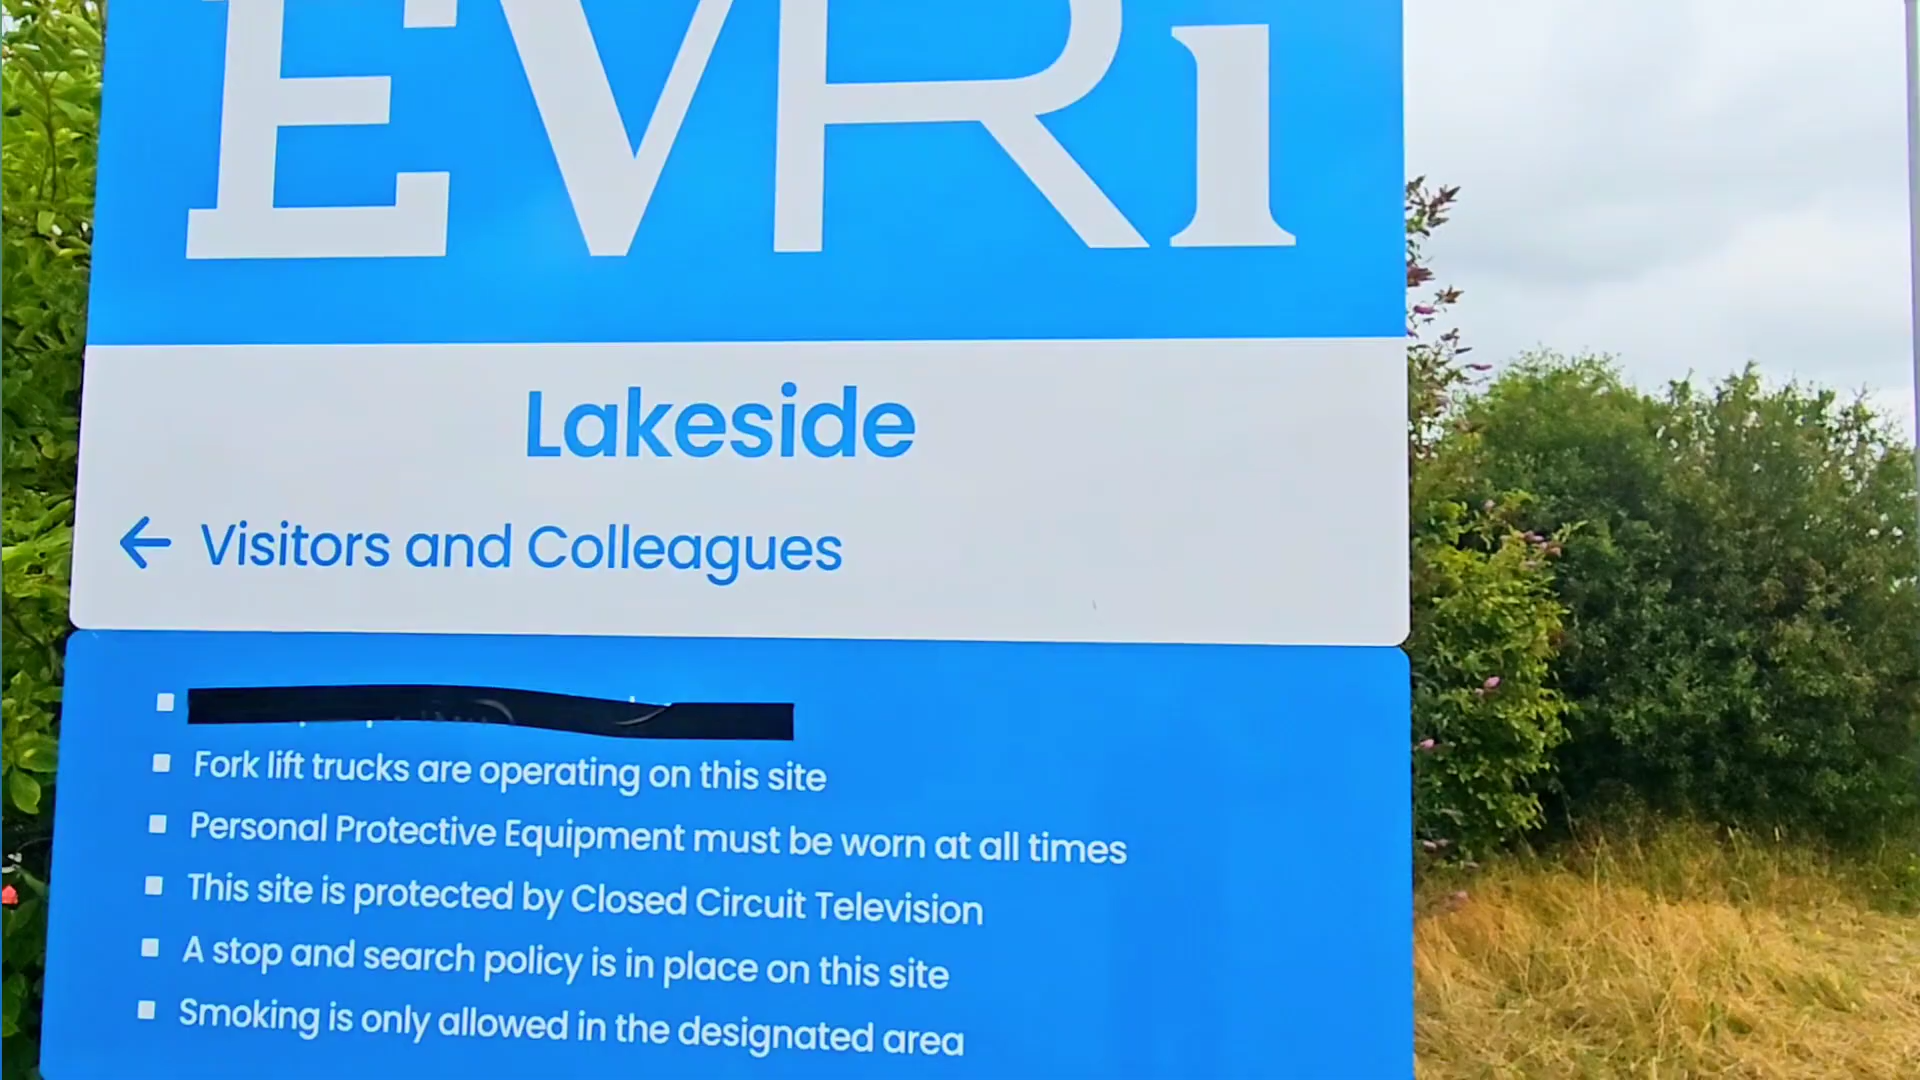 EVRi
Lakeside
← Visitors and Colleagues
Fork lift trucks are operating on this site
Personal Protective Equipment must be worn at all times
This site is protected by Closed Circuit Television
A stop and search policy is in place on this site
Smoking is only allowed in the designated area